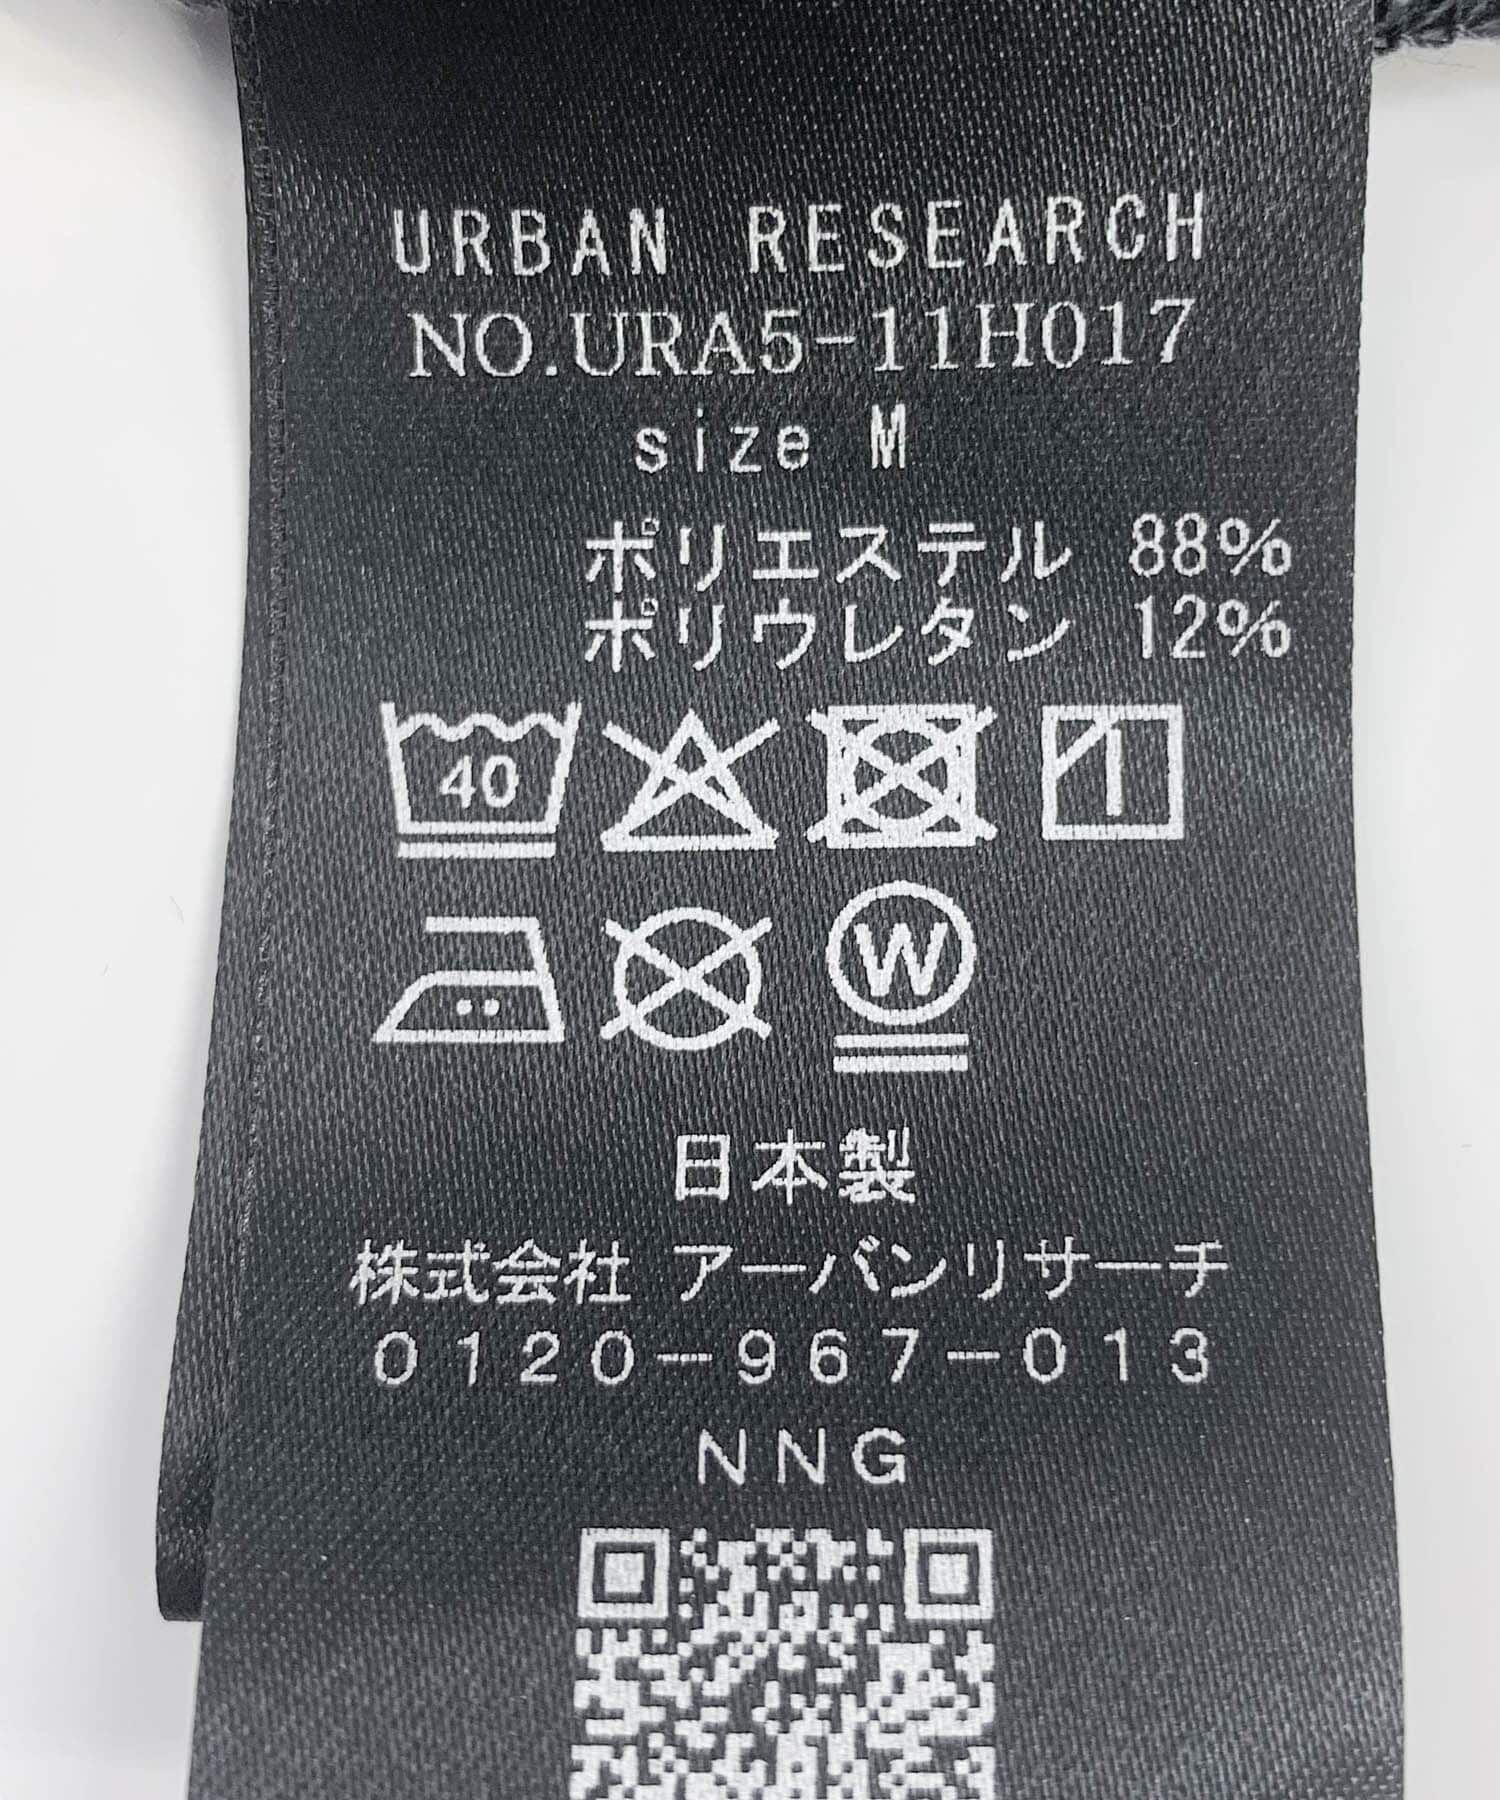 URBAN RESEARCH
NO.URA5-11H017
size M
ポリエステル 88%
ポリウレタン 12%
40
W
日本製
株式会社 アーバンリサーチ
0120-967-013
NNG